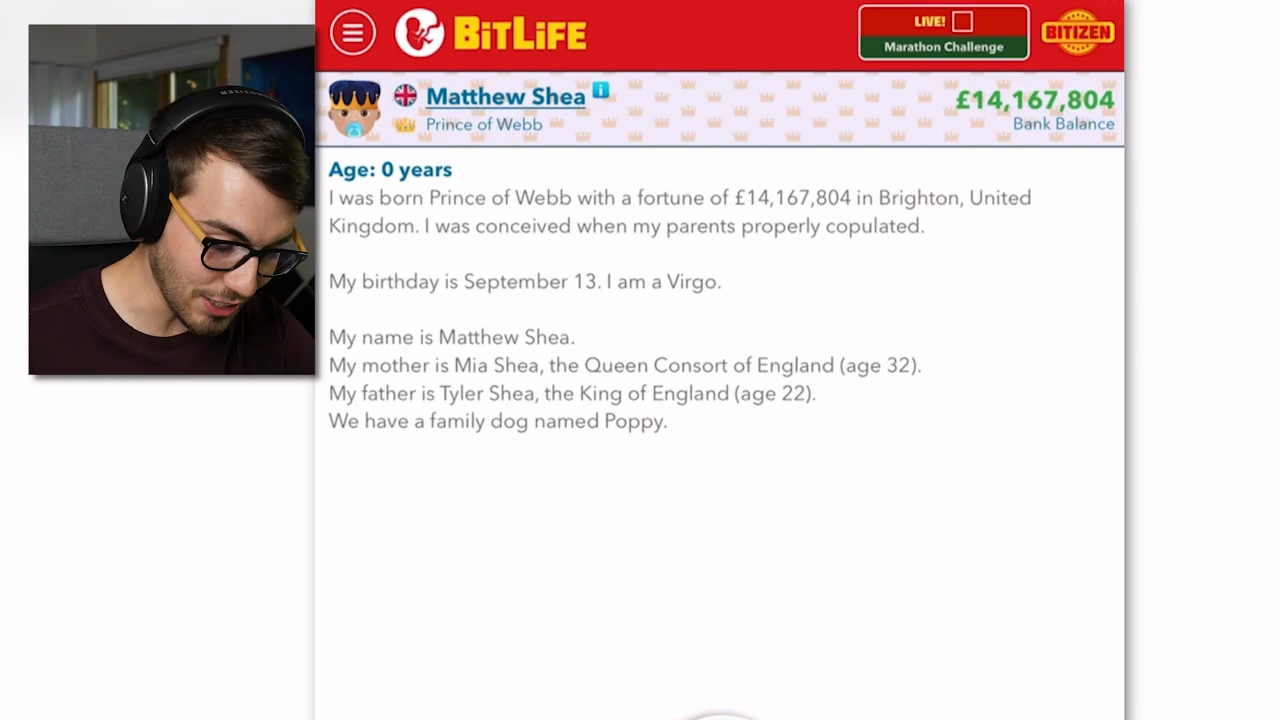 BITLIFE
LIVE!
Marathon Challenge
BITIZEN
Matthew Shea
Prince of Webb
£14,167,804
Bank Balance
Age: 0 years
I was born Prince of Webb with a fortune of £14,167,804 in Brighton, United
Kingdom. I was conceived when my parents properly copulated.
My birthday is September 13. I am a Virgo.
My name is Matthew Shea.
My mother is Mia Shea, the Queen Consort of England (age 32).
My father is Tyler Shea, the King of England (age 22).
We have a family dog named Poppy.